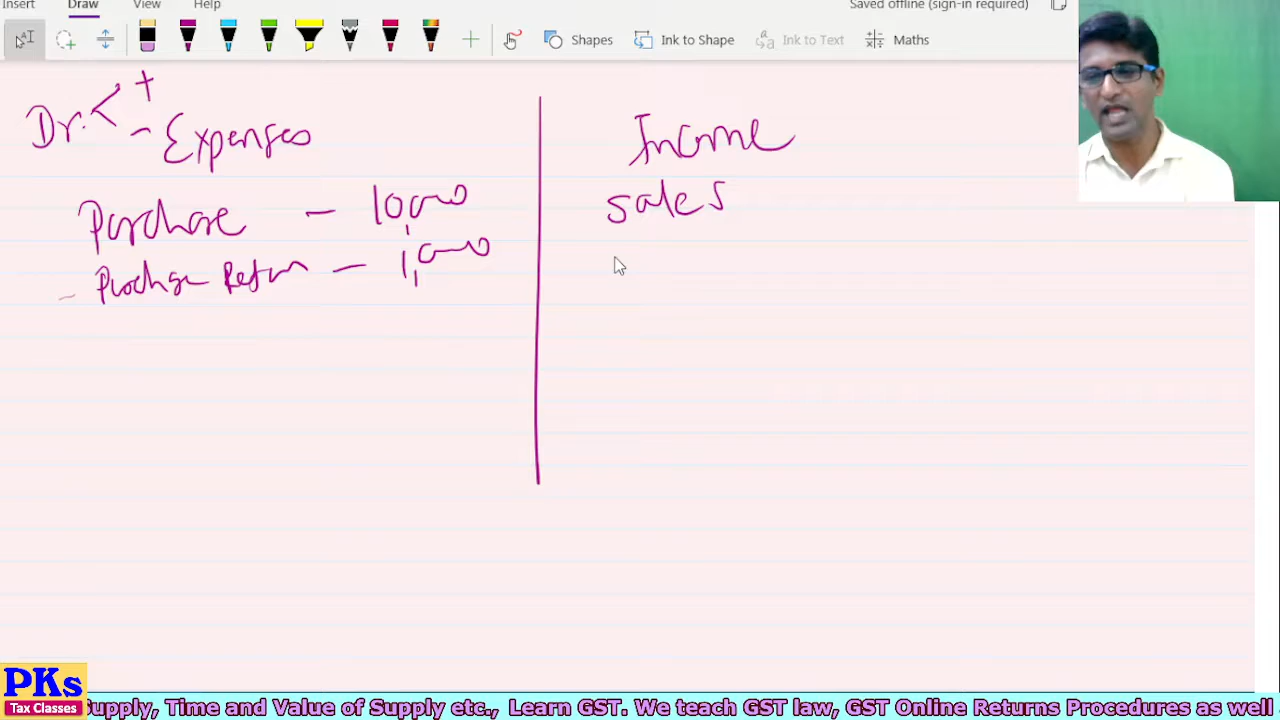 Insert Draw View Help Saved offline (sign-in required)
Shapes Ink to Shape Ink to Text Maths
Dr. < +
- Expenses
Purchase - 10,000
- Purchase Return - 1,000
Income
sales
PKs
Tax Classes
Supply, Time and Value of Supply etc., Learn GST. We teach GST law, GST Online Returns Procedures as well